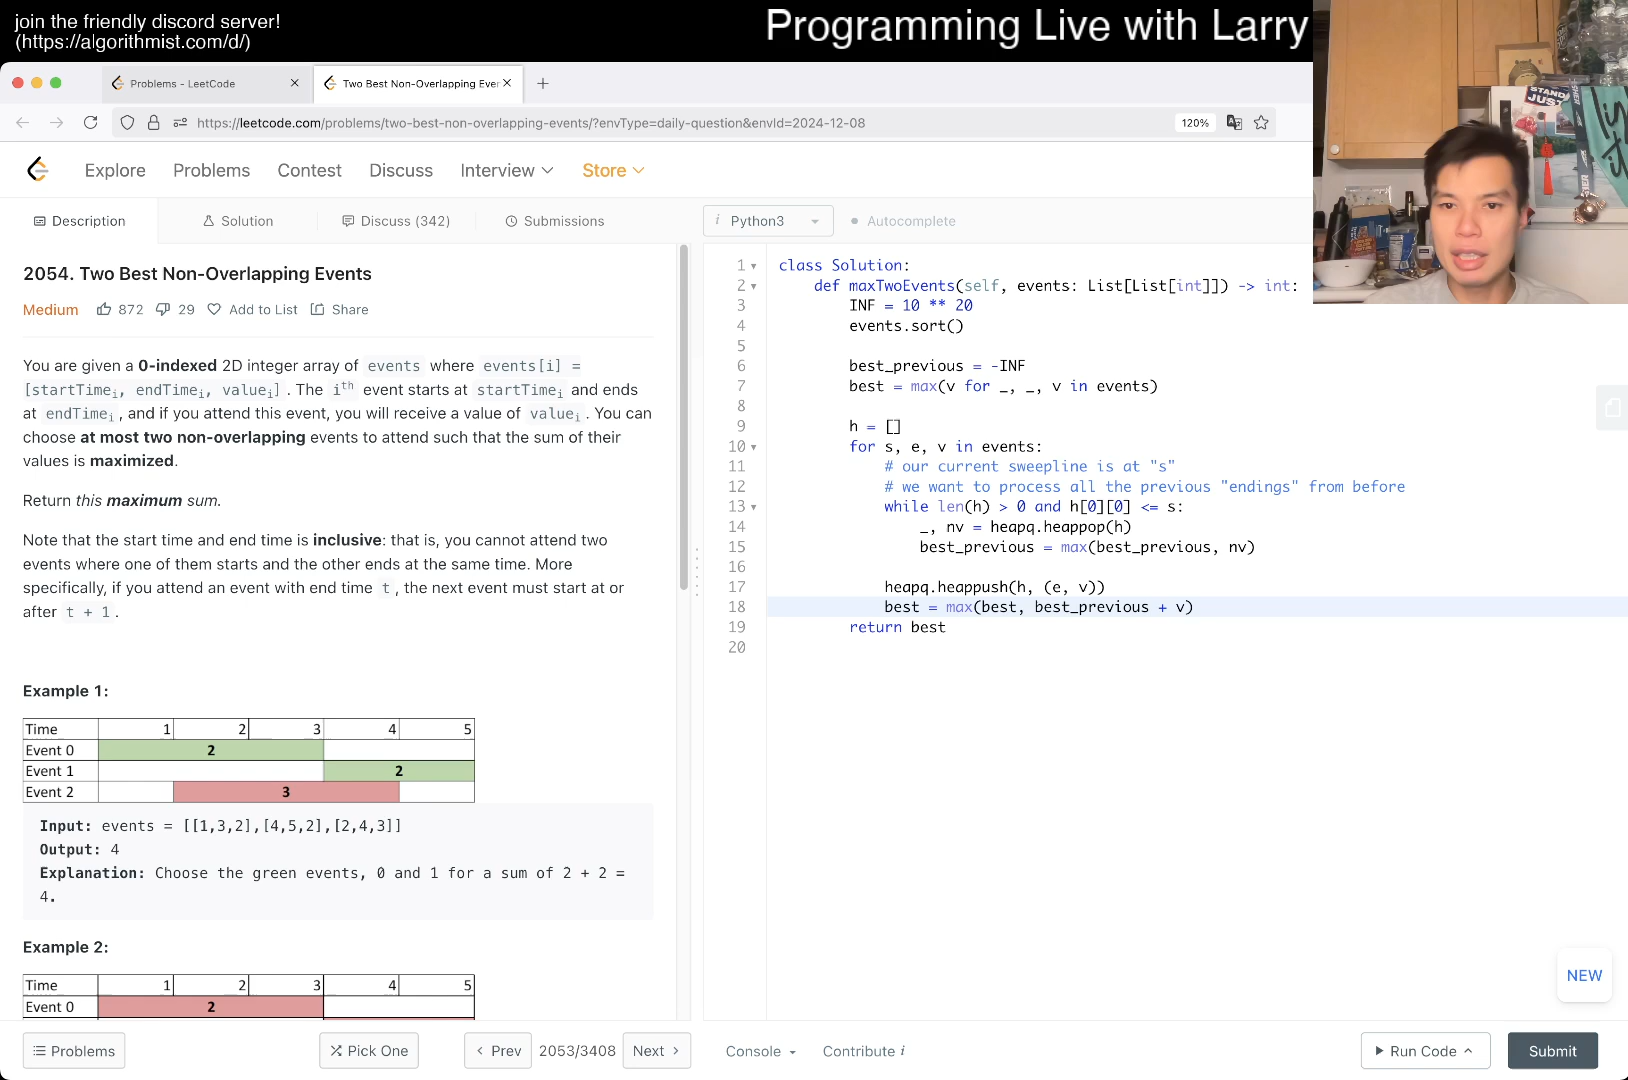 join the friendly discord server!
(https://algorithmist.com/d/)
Programming Live with Larry
Problems - LeetCode
Two Best Non-Overlapping Ever
https://leetcode.com/problems/two-best-non-overlapping-events/?envType=daily-question&envId=2024-12-08
120%
Explore
Problems
Contest
Discuss
Interview
Store
Description
Solution
Discuss (342)
Submissions
i Python3
Autocomplete
2054. Two Best Non-Overlapping Events
Medium 872 29 Add to List Share
You are given a 0-indexed 2D integer array of events where events[i] =
[startTimei, endTimei, valuei]. The ith event starts at startTimei and ends
at endTimei, and if you attend this event, you will receive a value of valuei. You can
choose at most two non-overlapping events to attend such that the sum of their
values is maximized.
Return this maximum sum.
Note that the start time and end time is inclusive: that is, you cannot attend two
events where one of them starts and the other ends at the same time. More
specifically, if you attend an event with end time t, the next event must start at or
after t + 1.
Example 1:
Time 1 2 3 4 5
Event 0 2
Event 1 2
Event 2 3
Input: events = [[1,3,2],[4,5,2],[2,4,3]]
Output: 4
Explanation: Choose the green events, 0 and 1 for a sum of 2 + 2 =
4.
Example 2:
Time 1 2 3 4 5
Event 0 2
1 class Solution:
2 def maxTwoEvents(self, events: List[List[int]]) -> int:
3 INF = 10 ** 20
4 events.sort()
5
6 best_previous = -INF
7 best = max(v for _, _, v in events)
8
9 h = []
10 for s, e, v in events:
11 # our current sweepline is at "s"
12 # we want to process all the previous "endings" from before
13 while len(h) > 0 and h[0][0] <= s:
14 _, nv = heapq.heappop(h)
15 best_previous = max(best_previous, nv)
16
17 heapq.heappush(h, (e, v))
18 best = max(best, best_previous + v)
19 return best
20
NEW
Problems
Pick One
Prev
2053/3408
Next
Console
Contribute i
Run Code
Submit
STAND
JUS